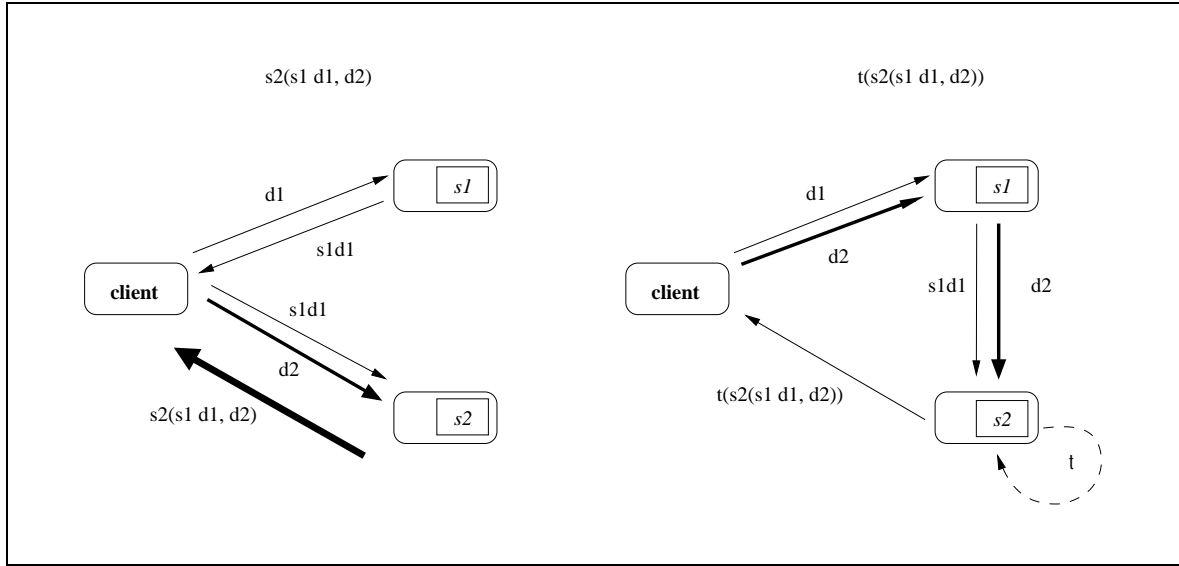 s2(s1 d1, d2)
d1
s1
s1d1
client
s1d1
d2
s2(s1 d1, d2)
s2
t(s2(s1 d1, d2))
d1
s1
d2
client
s1d1
d2
t(s2(s1 d1, d2))
s2
t